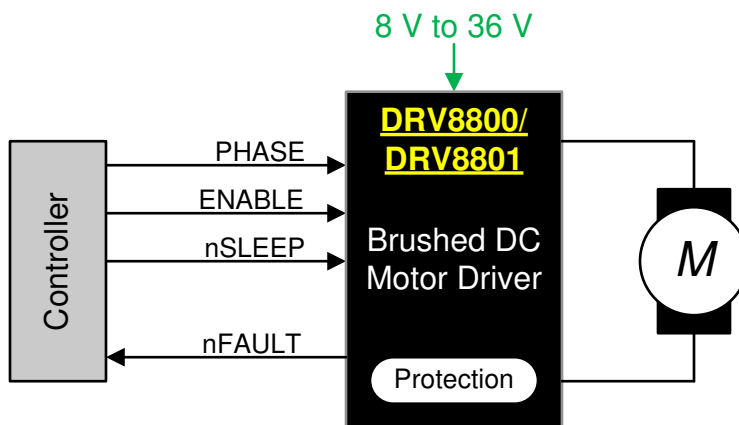 8 V to 36 V
DRV8800/
DRV8801
PHASE
ENABLE
nSLEEP
nFAULT
Controller
Brushed DC
Motor Driver
Protection
M